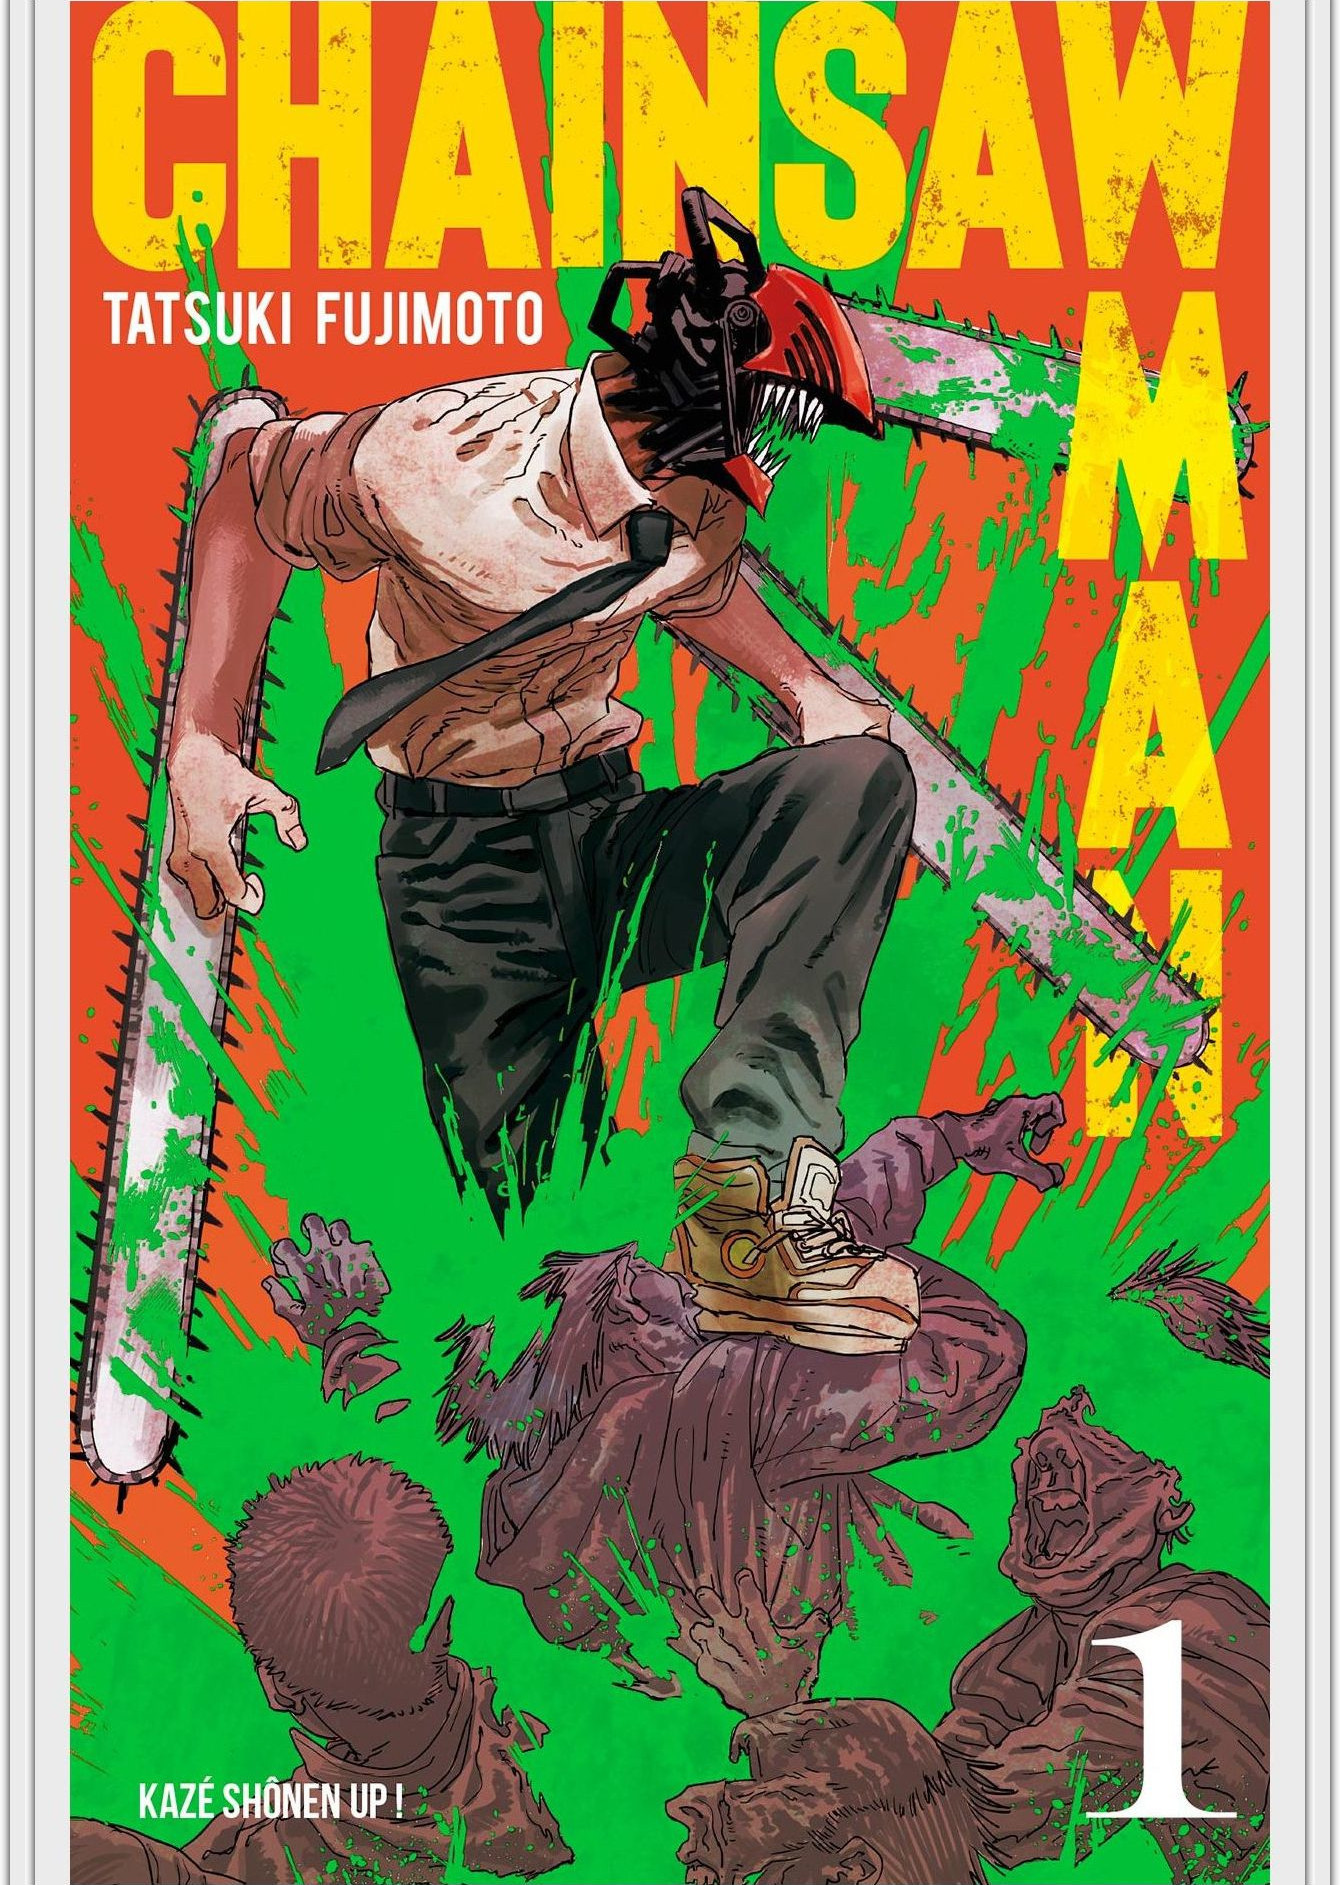 CHAINSAW
MAN
TATSUKI FUJIMOTO
KAZÉ SHÔNEN UP !
1